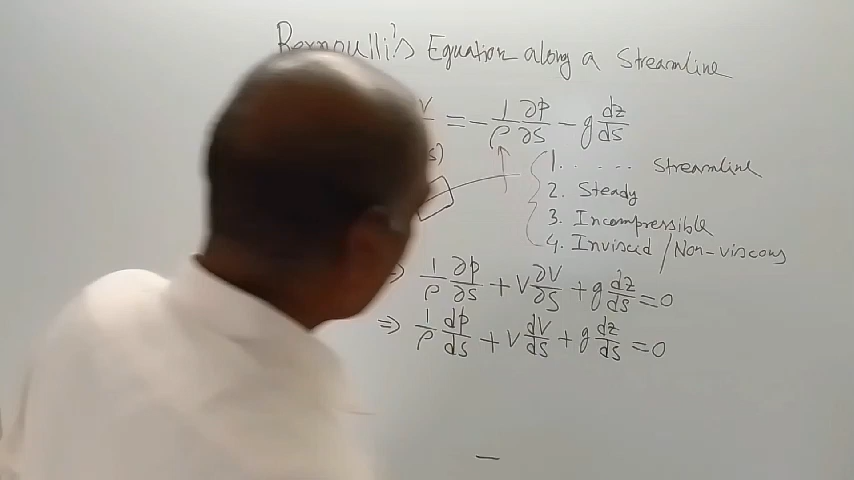 Bernoulli's Equation along a Streamline
V = - 1/ρ ∂p/∂s - g dz/ds
s)
1. . . . . . . Streamline
2. Steady
3. Incompressible
4. Inviscid / Non-viscous
⇒ 1/ρ ∂p/∂s + V ∂V/∂s + g dz/ds = 0
⇒ 1/ρ dp/ds + V dV/ds + g dz/ds = 0